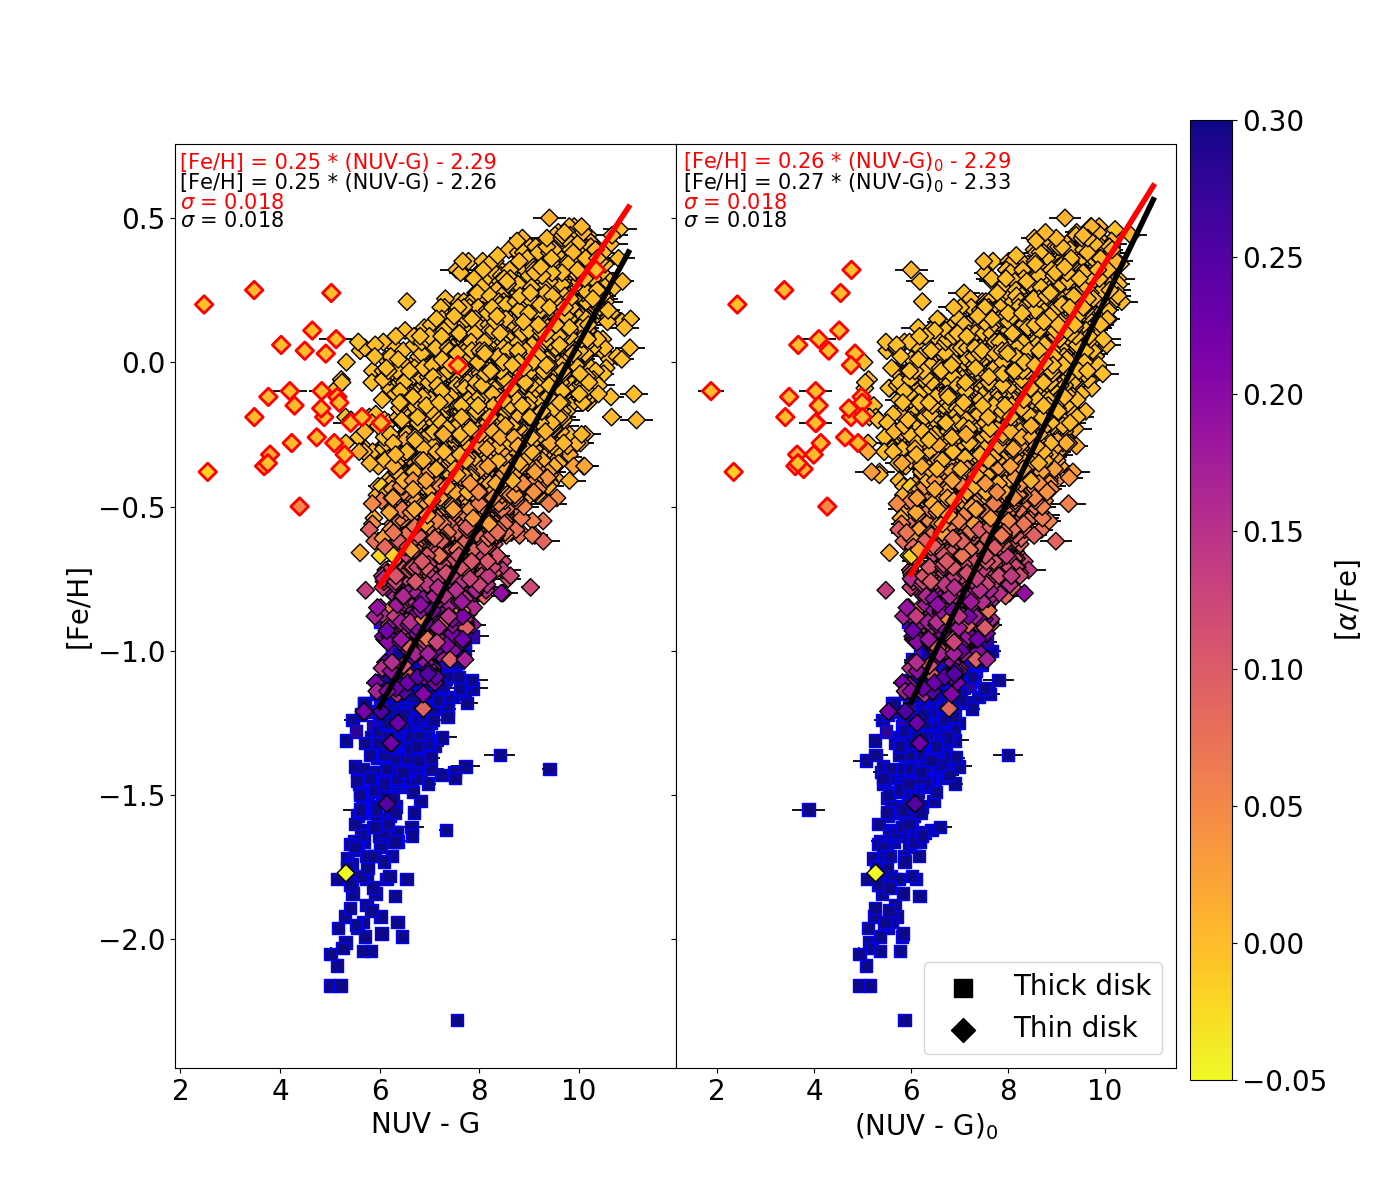 [Fe/H] = 0.25 * (NUV-G) - 2.29
[Fe/H] = 0.25 * (NUV-G) - 2.26
σ = 0.018
σ = 0.018
[Fe/H] = 0.26 * (NUV-G)₀ - 2.29
[Fe/H] = 0.27 * (NUV-G)₀ - 2.33
σ = 0.018
σ = 0.018
0.5
0.0
−0.5
−1.0
−1.5
−2.0
[Fe/H]
2 4 6 8 10
NUV - G
2 4 6 8 10
(NUV - G)₀
Thick disk
Thin disk
0.30
0.25
0.20
0.15
0.10
0.05
0.00
−0.05
[α/Fe]